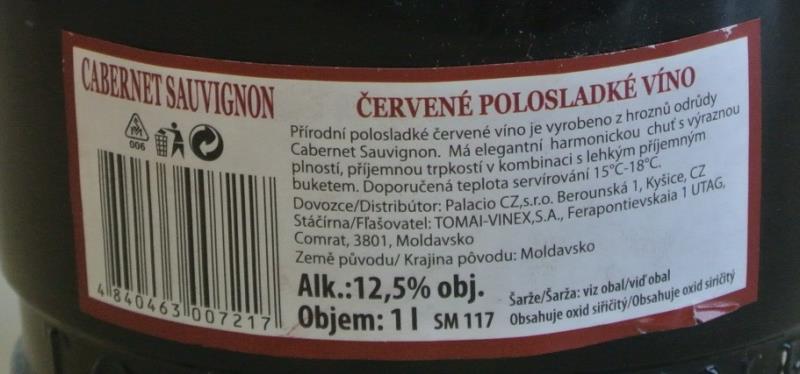 CABERNET SAUVIGNON
006
4 840463 007217
ČERVENÉ POLOSLADKÉ VÍNO
Přírodní polosladké červené víno je vyrobeno z hroznů odrůdy
Cabernet Sauvignon. Má elegantní harmonickou chuť s výraznou
plností, příjemnou trpkostí v kombinaci s lehkým příjemným
buketem. Doporučená teplota servírování 15°C-18°C.
Dovozce/Distribútor: Palacio CZ,s.r.o. Berounská 1, Kyšice, CZ
Stáčírna/Fľašovatel: TOMAI-VINEX,S.A., Ferapontievskaia 1 UTAG,
Comrat, 3801, Moldavsko
Země původu/ Krajina pôvodu: Moldavsko
Alk.:12,5% obj.
Objem: 1 l SM 117
Šarže/Šarža: viz obal/viď obal
Obsahuje oxid siřičitý/Obsahuje oxid siričitý